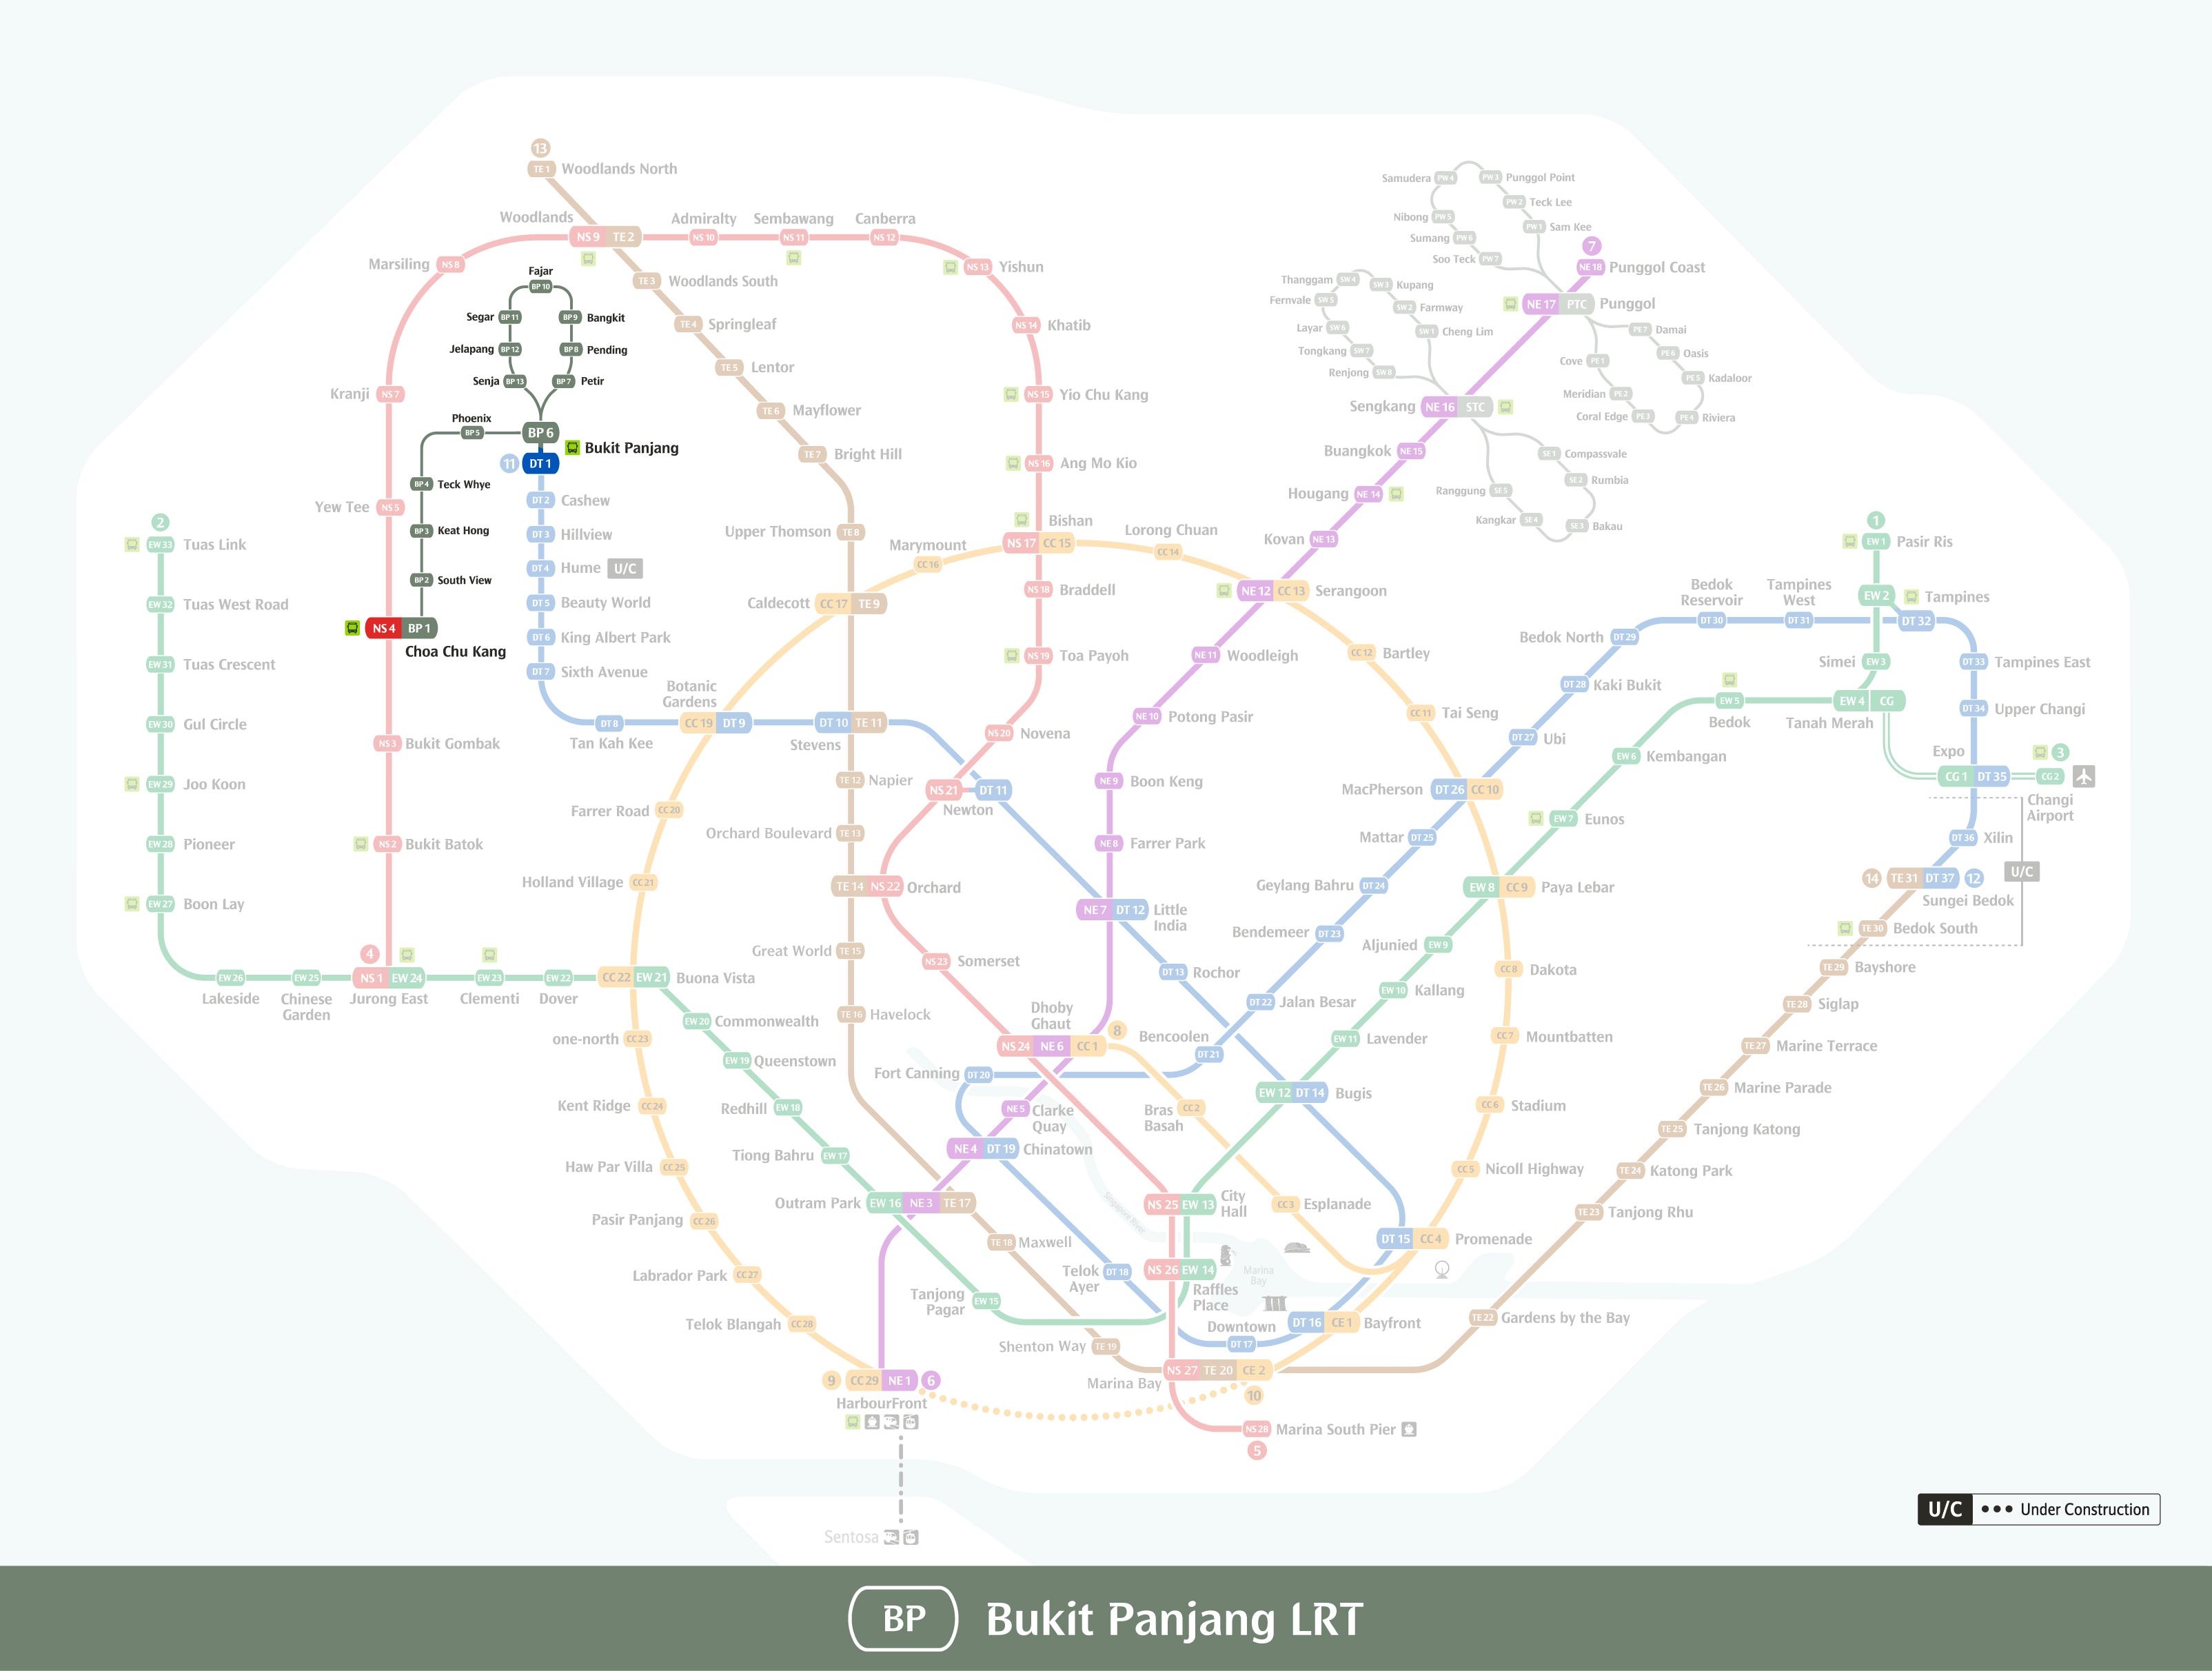 13
TE 1 Woodlands North
Woodlands
NS 9 TE 2
Admiralty
NS 10
Sembawang
NS 11
Canberra
NS 12
Marsiling NS 8
NS 13 Yishun
TE 3 Woodlands South
NS 14 Khatib
TE 4 Springleaf
TE 5 Lentor
Kranji NS 7
NS 15 Yio Chu Kang
TE 6 Mayflower
TE 7 Bright Hill
NS 16 Ang Mo Kio
Yew Tee NS 5
Fajar
BP 10
Segar BP 11
BP 9 Bangkit
Jelapang BP 12
BP 8 Pending
Senja BP 13
BP 7 Petir
Phoenix
BP 5
BP 6
Bukit Panjang
11 DT 1
BP 4 Teck Whye
BP 3 Keat Hong
BP 2 South View
NS 4 BP 1
Choa Chu Kang
DT 2 Cashew
DT 3 Hillview
DT 4 Hume U/C
DT 5 Beauty World
DT 6 King Albert Park
DT 7 Sixth Avenue
DT 8
Tan Kah Kee
Botanic
Gardens
CC 19 DT 9
DT 10 TE 11
Stevens
Upper Thomson TE 8
Marymount
CC 16
Bishan
NS 17 CC 15
Lorong Chuan
CC 14
Caldecott CC 17 TE 9
NS 18 Braddell
NS 19 Toa Payoh
NS 20 Novena
NS 21 DT 11
Newton
Samudera PW 4
PW 3 Punggol Point
PW 2 Teck Lee
Nibong PW 5
PW 1 Sam Kee
Sumang PW 6
Soo Teck PW 7
7
NE 18 Punggol Coast
NE 17 PTC Punggol
Thanggam SW 4
SW 3 Kupang
Fernvale SW 5
SW 2 Farmway
Layar SW 6
SW 1 Cheng Lim
Tongkang SW 7
Renjong SW 8
PE 7 Damai
PE 6 Oasis
Cove PE 1
PE 5 Kadaloor
Meridian PE 2
Coral Edge PE 3
PE 4 Riviera
Sengkang NE 16 STC
Buangkok NE 15
SE 1 Compassvale
SE 2 Rumbia
Ranggung SE 5
Kangkar SE 4
SE 3 Bakau
Hougang NE 14
Kovan NE 13
NE 12 CC 13 Serangoon
NE 11 Woodleigh
CC 12 Bartley
NE 10 Potong Pasir
CC 11 Tai Seng
NE 9 Boon Keng
NE 8 Farrer Park
2
EW 33 Tuas Link
EW 32 Tuas West Road
EW 31 Tuas Crescent
EW 30 Gul Circle
EW 29 Joo Koon
EW 28 Pioneer
EW 27 Boon Lay
EW 26
Lakeside
EW 25
Chinese
Garden
4
NS 1 EW 24
Jurong East
EW 23
Clementi
EW 22
Dover
NS 3 Bukit Gombak
NS 2 Bukit Batok
1
EW 1 Pasir Ris
EW 2 Tampines
DT 32
Bedok
Reservoir
DT 30
Tampines
West
DT 31
Bedok North DT 29
Simei EW 3
DT 33 Tampines East
DT 28 Kaki Bukit
EW 5
Bedok
EW 4 CG
Tanah Merah
DT 34 Upper Changi
DT 27 Ubi
EW 6 Kembangan
Expo
CG 1 DT 35
3
CG 2
Changi
Airport
MacPherson DT 26 CC 10
EW 7 Eunos
DT 36 Xilin
Mattar DT 25
U/C
14 TE 31 DT 37 12
Sungei Bedok
TE 30 Bedok South
TE 29 Bayshore
TE 28 Siglap
TE 27 Marine Terrace
TE 26 Marine Parade
TE 25 Tanjong Katong
TE 24 Katong Park
TE 23 Tanjong Rhu
TE 22 Gardens by the Bay
Geylang Bahru DT 24
EW 8 CC 9 Paya Lebar
Bendemeer DT 23
Aljunied EW 9
CC 8 Dakota
DT 22 Jalan Besar
EW 10 Kallang
CC 7 Mountbatten
EW 11 Lavender
Bencoolen
DT 21
CC 6 Stadium
EW 12 DT 14 Bugis
CC 5 Nicoll Highway
TE 12 Napier
Farrer Road CC 20
Orchard Boulevard TE 13
Holland Village CC 21
TE 14 NS 22 Orchard
NE 7 DT 12 Little
India
Great World TE 15
NS 23 Somerset
DT 13 Rochor
CC 22 EW 21 Buona Vista
TE 16 Havelock
EW 20 Commonwealth
one-north CC 23
EW 19 Queenstown
Dhoby
Ghaut
NS 24 NE 6 CC 1
8
Fort Canning DT 20
Kent Ridge CC 24
Redhill EW 18
NE 5 Clarke
Quay
Bras
Basah
CC 2
Tiong Bahru EW 17
NE 4 DT 19 Chinatown
Haw Par Villa CC 25
Outram Park EW 16 NE 3 TE 17
NS 25 EW 13 City
Hall
CC 3 Esplanade
Singapore River
Pasir Panjang CC 26
TE 18 Maxwell
DT 15 CC 4 Promenade
Telok
Ayer
DT 18
NS 26 EW 14
Raffles
Place
Marina
Bay
Labrador Park CC 27
Tanjong
Pagar
EW 15
Telok Blangah CC 28
Downtown
DT 17
DT 16 CE 1 Bayfront
Shenton Way TE 19
NS 27 TE 20 CE 2
Marina Bay
10
9 CC 29 NE 1 6
HarbourFront
NS 28 Marina South Pier
5
Sentosa
U/C Under Construction
BP Bukit Panjang LRT